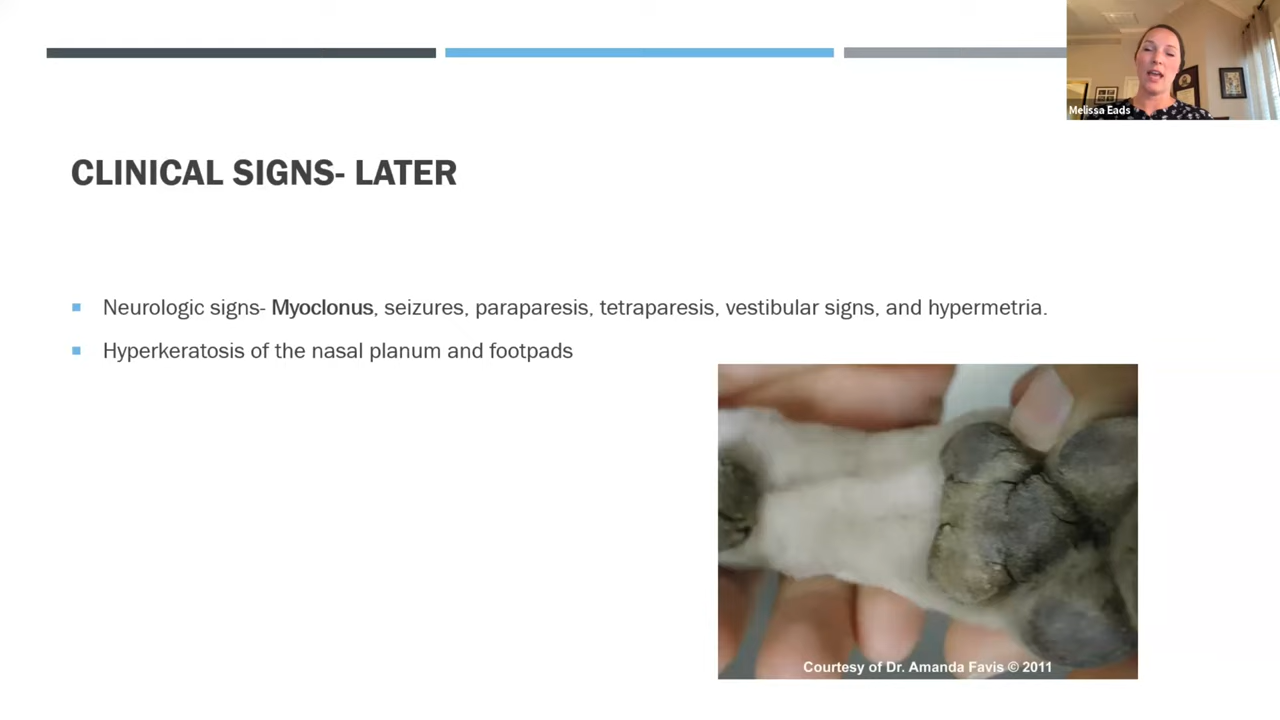 Melissa Eads
CLINICAL SIGNS- LATER
Neurologic signs- Myoclonus, seizures, paraparesis, tetraparesis, vestibular signs, and hypermetria.
Hyperkeratosis of the nasal planum and footpads
Courtesy of Dr. Amanda Favis © 2011